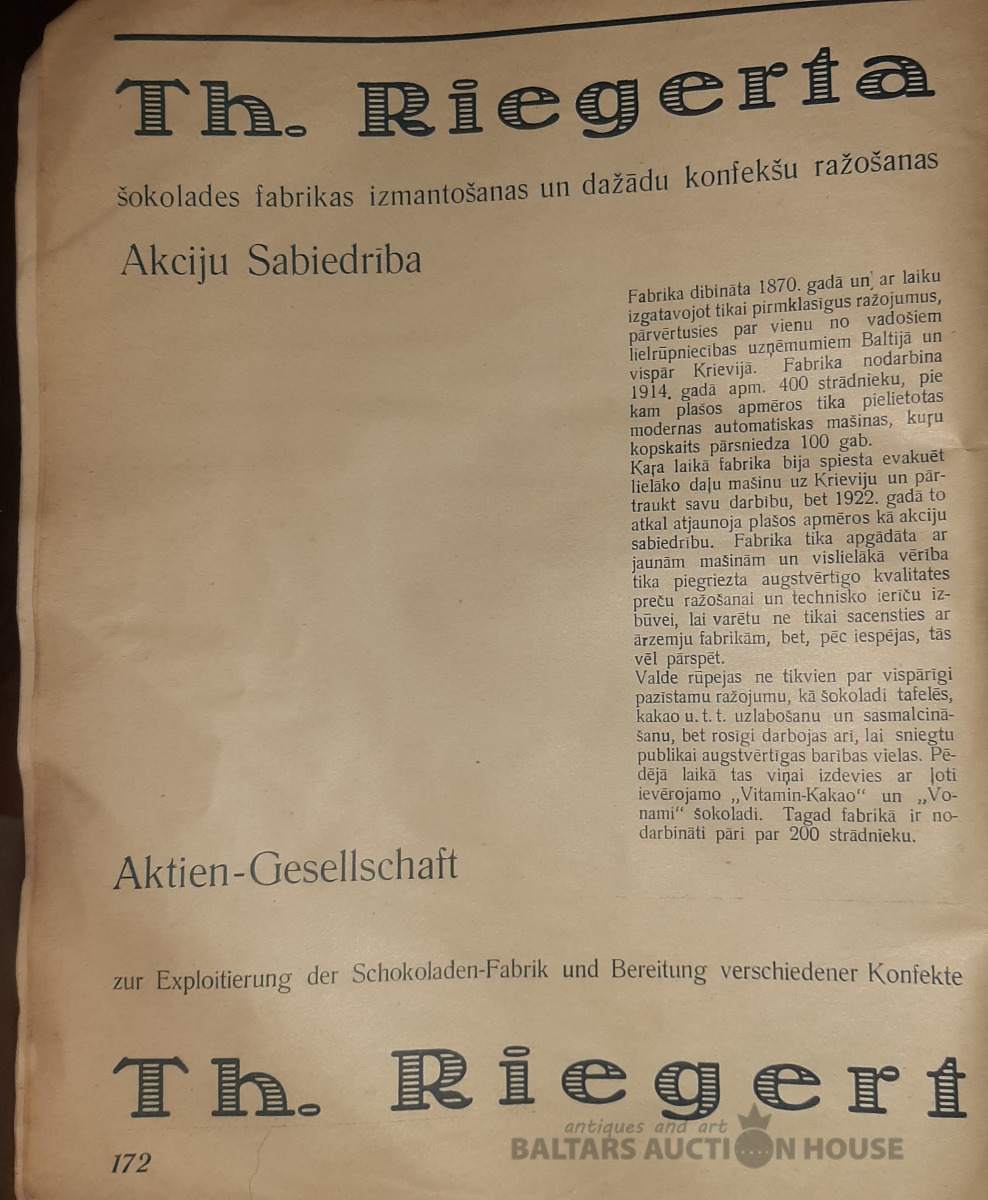 Th. Riegerta
šokolades fabrikas izmantošanas un dažādu konfekšu ražošanas
Akciju Sabiedrība
Fabrika dibināta 1870. gadā un, ar laiku
izgatavojot tikai pirmklasīgus ražojumus,
pārvērtusies par vienu no vadošiem
lielrūpniecības uzņēmumiem Baltijā un
vispār Krievijā. Fabrika nodarbina
1914. gadā apm. 400 strādnieku, pie
kam plašos apmēros tika pielietotas
modernas automatiskas mašinas, kuŗu
kopskaits pārsniedza 100 gab.
Kaŗa laikā fabrika bija spiesta evakuēt
lielāko daļu mašinu uz Krieviju un pār-
traukt savu darbību, bet 1922. gadā to
atkal atjaunoja plašos apmēros kā akciju
sabiedrību. Fabrika tika apgādāta ar
jaunām mašinām un vislielākā vērība
tika piegriezta augstvērtīgo kvalitates
preču ražošanai un technisko ierīču iz-
būvei, lai varētu ne tikai sacensties ar
ārzemju fabrikām, bet, pēc iespējas, tās
vēl pārspēt.
Valde rūpejas ne tikvien par vispārīgi
pazīstamu ražojumu, kā šokoladi tafelēs,
kakao u. t. t. uzlabošanu un sasmalcinā-
šanu, bet rosīgi darbojas arī, lai sniegtu
publikai augstvērtīgas barības vielas. Pē-
dējā laikā tas viņai izdevies ar ļoti
ievērojamo „Vitamin-Kakao“ un „Vo-
nami“ šokoladi. Tagad fabrikā ir no-
darbināti pāri par 200 strādnieku.
Aktien-Gesellschaft
zur Exploitierung der Schokoladen-Fabrik und Bereitung verschiedener Konfekte
Th. Riegert
antiques and art
BALTARS AUCTION HOUSE
172